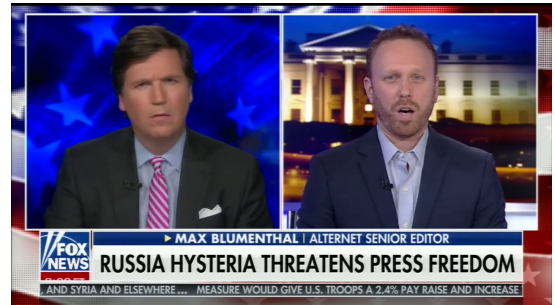 MAX BLUMENTHAL | ALTERNET SENIOR EDITOR
FOX
NEWS
RUSSIA HYSTERIA THREATENS PRESS FREEDOM
AND SYRIA AND ELSEWHERE... MEASURE WOULD GIVE U.S. TROOPS A 2.4% PAY RAISE AND INCREASE